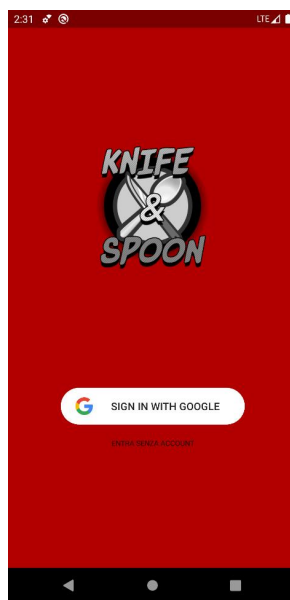 2:31
LTE
KNIFE
&
SPOON
SIGN IN WITH GOOGLE
ENTRA SENZA ACCOUNT